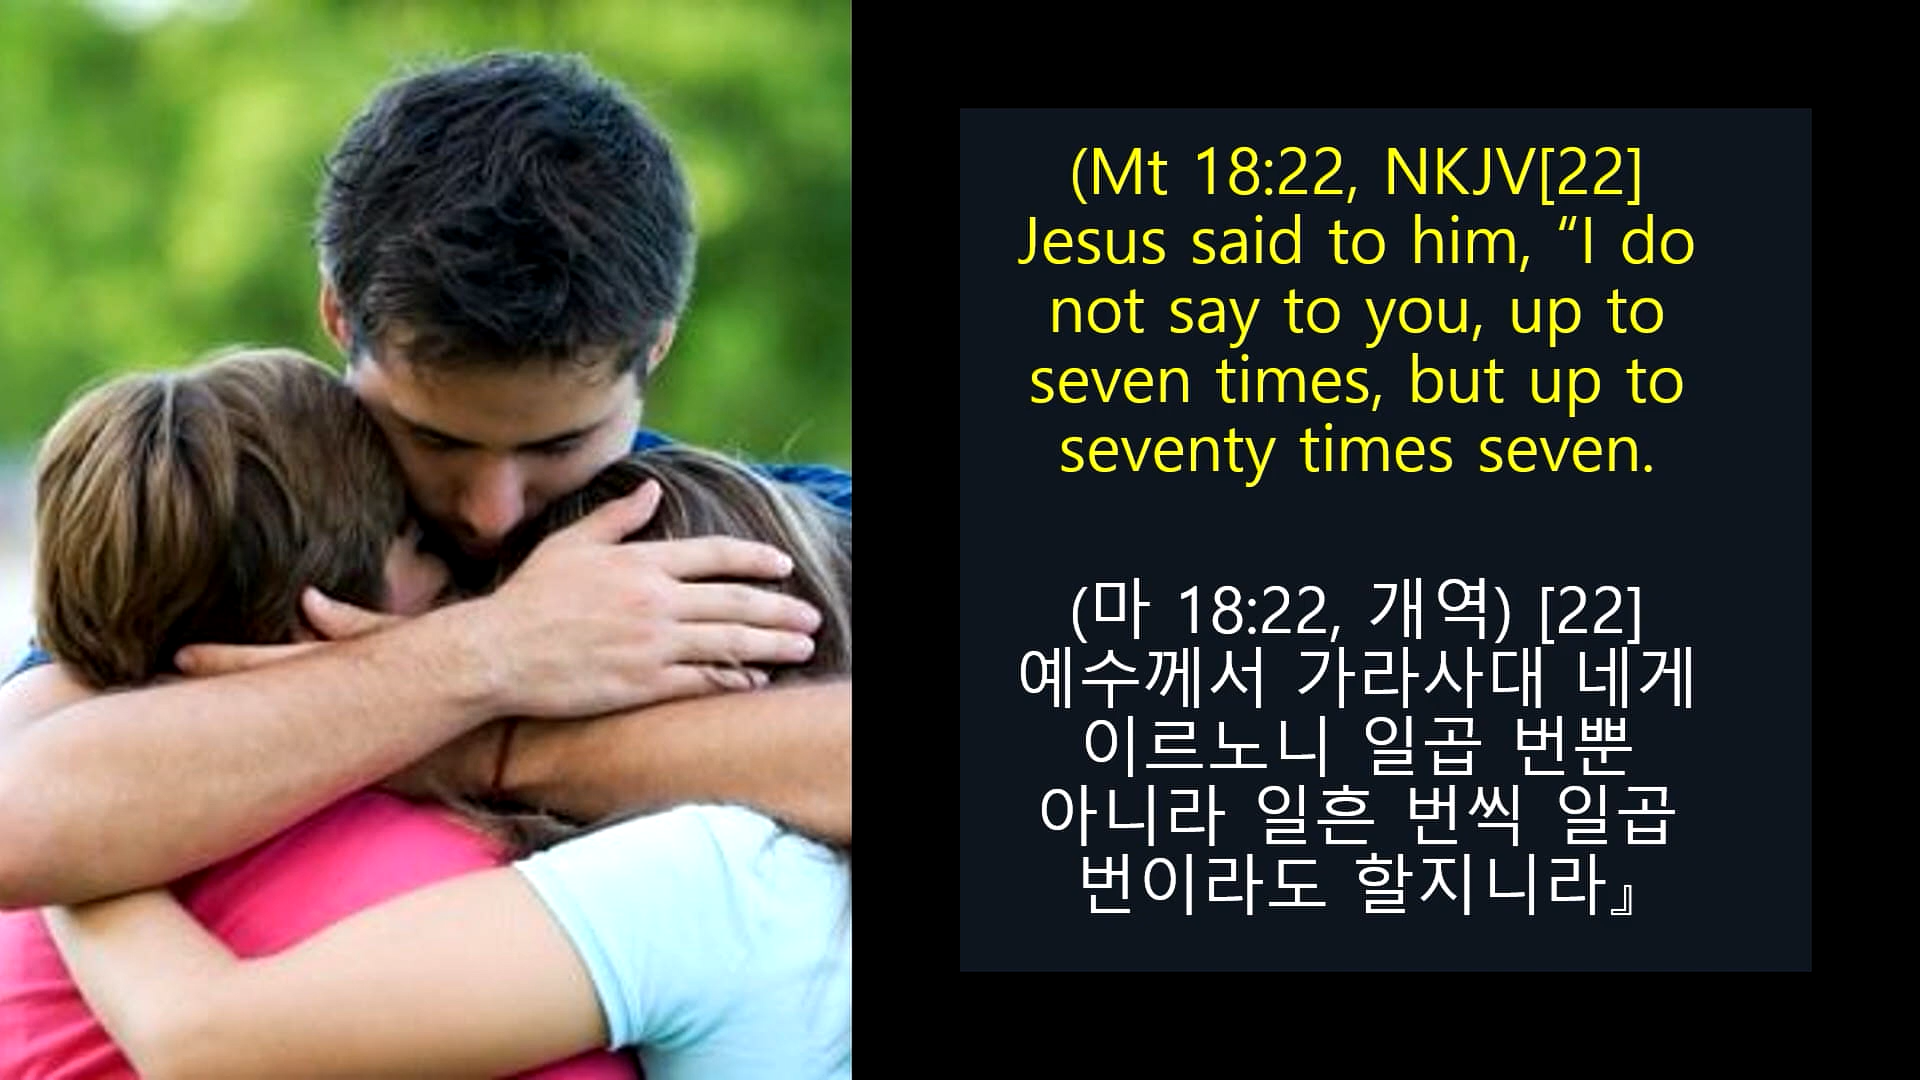 (Mt 18:22, NKJV[22]
Jesus said to him, “I do
not say to you, up to
seven times, but up to
seventy times seven.
(마 18:22, 개역) [22]
예수께서 가라사대 네게
이르노니 일곱 번뿐
아니라 일흔 번씩 일곱
번이라도 할지니라』